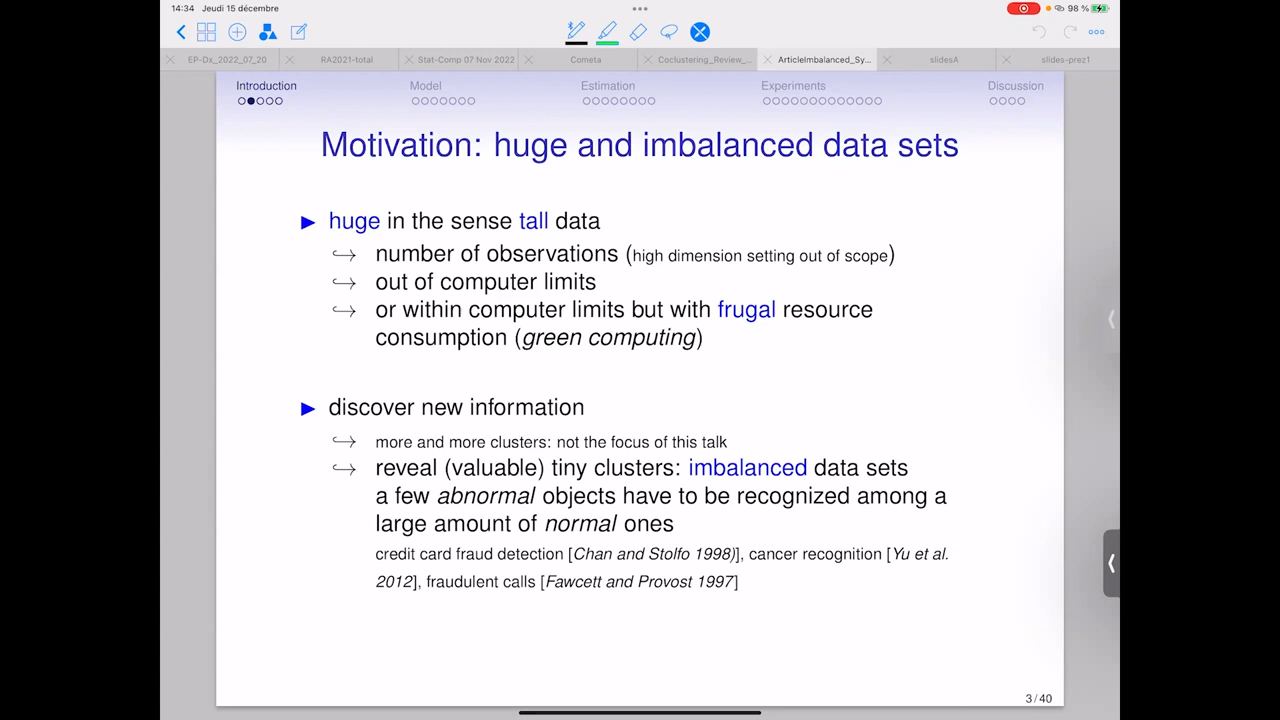 14:34 Jeudi 15 décembre
98 %
EP-Dx_2022_07_20
RA2021-total
Stat-Comp 07 Nov 2022
Cometa
Coclustering_Review_...
ArticleImbalanced_Sy...
slidesA
slides-prez1
Introduction
Model
Estimation
Experiments
Discussion
Motivation: huge and imbalanced data sets
► huge in the sense tall data
↪ number of observations (high dimension setting out of scope)
↪ out of computer limits
↪ or within computer limits but with frugal resource
consumption (green computing)
► discover new information
↪ more and more clusters: not the focus of this talk
↪ reveal (valuable) tiny clusters: imbalanced data sets
a few abnormal objects have to be recognized among a
large amount of normal ones
credit card fraud detection [Chan and Stolfo 1998)], cancer recognition [Yu et al.
2012], fraudulent calls [Fawcett and Provost 1997]
3 / 40